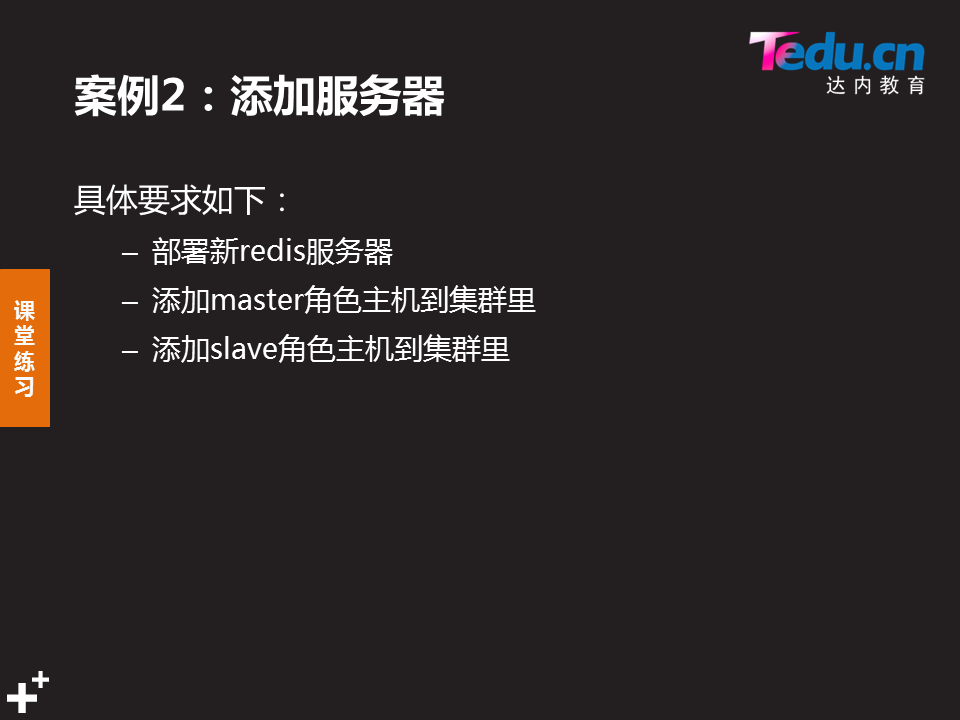 Tedu.cn
达内教育
案例2：添加服务器
具体要求如下：
– 部署新redis服务器
– 添加master角色主机到集群里
– 添加slave角色主机到集群里
课
堂
练
习